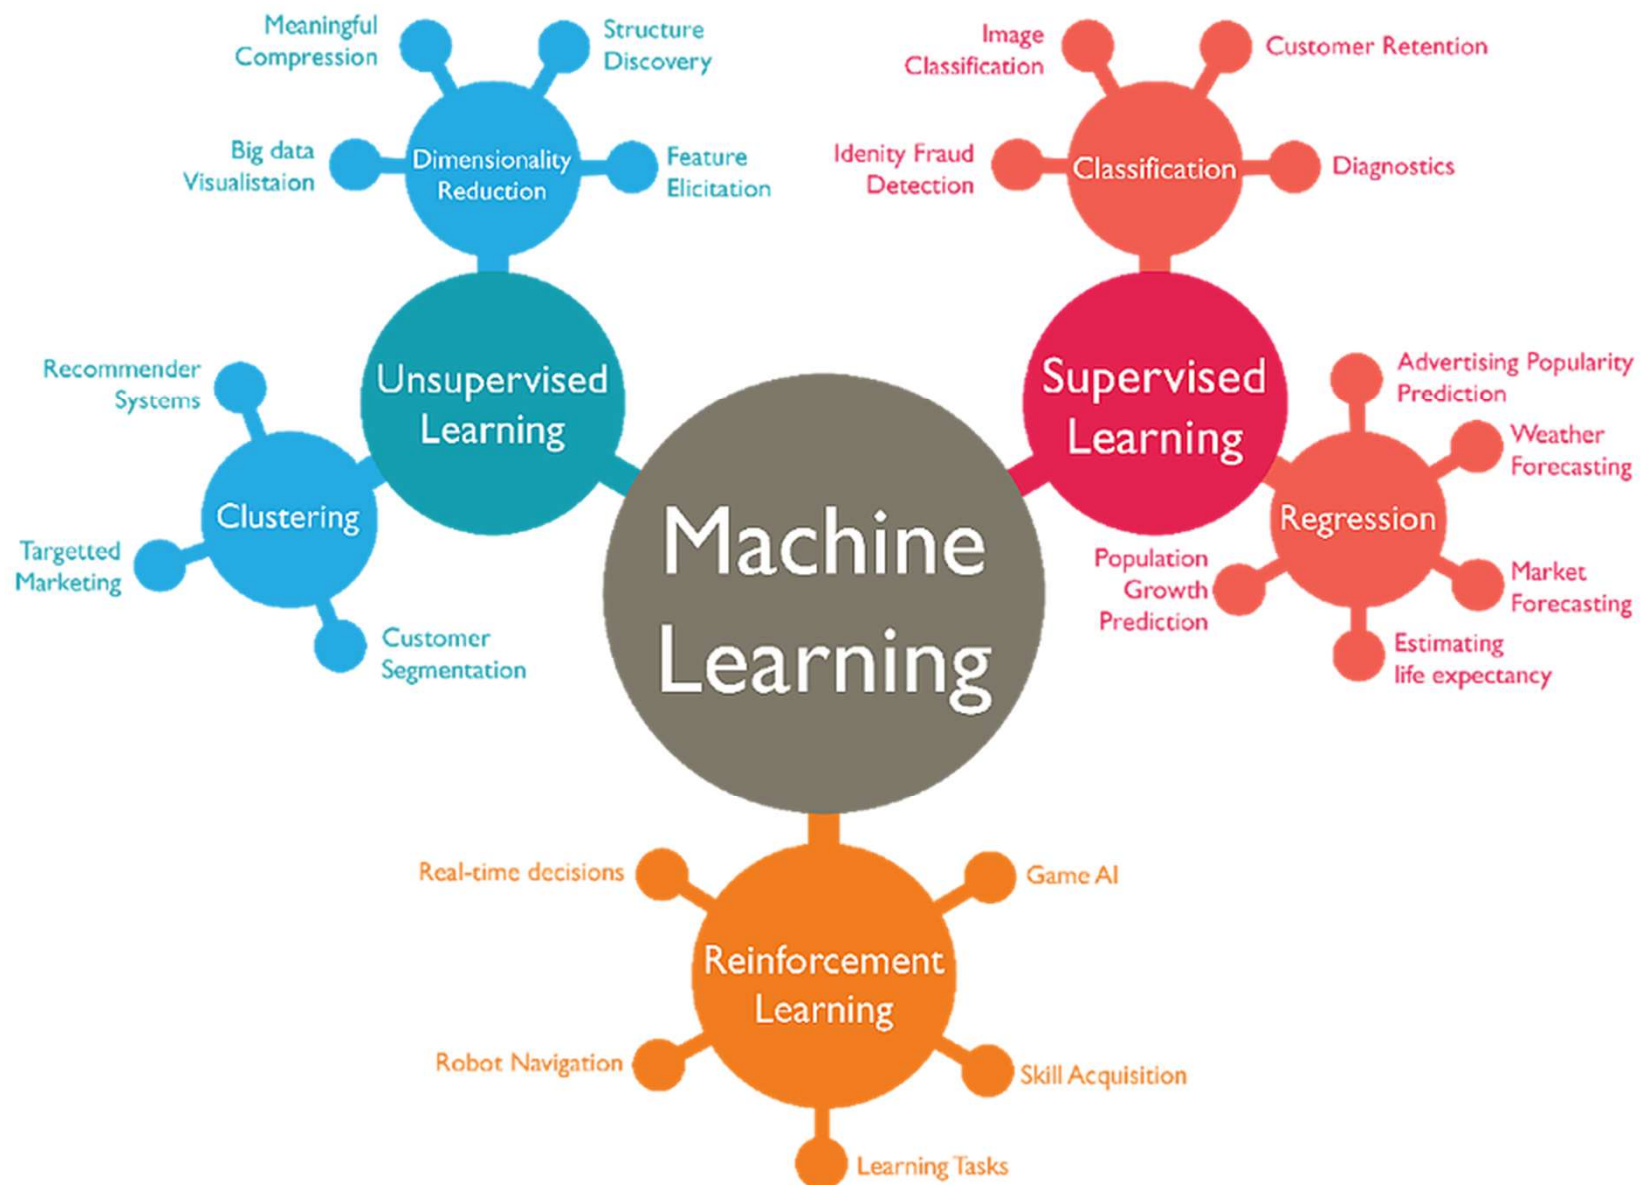 Meaningful
Compression
Structure
Discovery
Big data
Visualistaion
Dimensionality
Reduction
Feature
Elicitation
Image
Classification
Customer Retention
Idenity Fraud
Detection
Classification
Diagnostics
Unsupervised
Learning
Recommender
Systems
Clustering
Targetted
Marketing
Customer
Segmentation
Supervised
Learning
Advertising Popularity
Prediction
Weather
Forecasting
Regression
Population
Growth
Prediction
Market
Forecasting
Estimating
life expectancy
Machine
Learning
Real-time decisions
Game AI
Reinforcement
Learning
Robot Navigation
Skill Acquisition
Learning Tasks